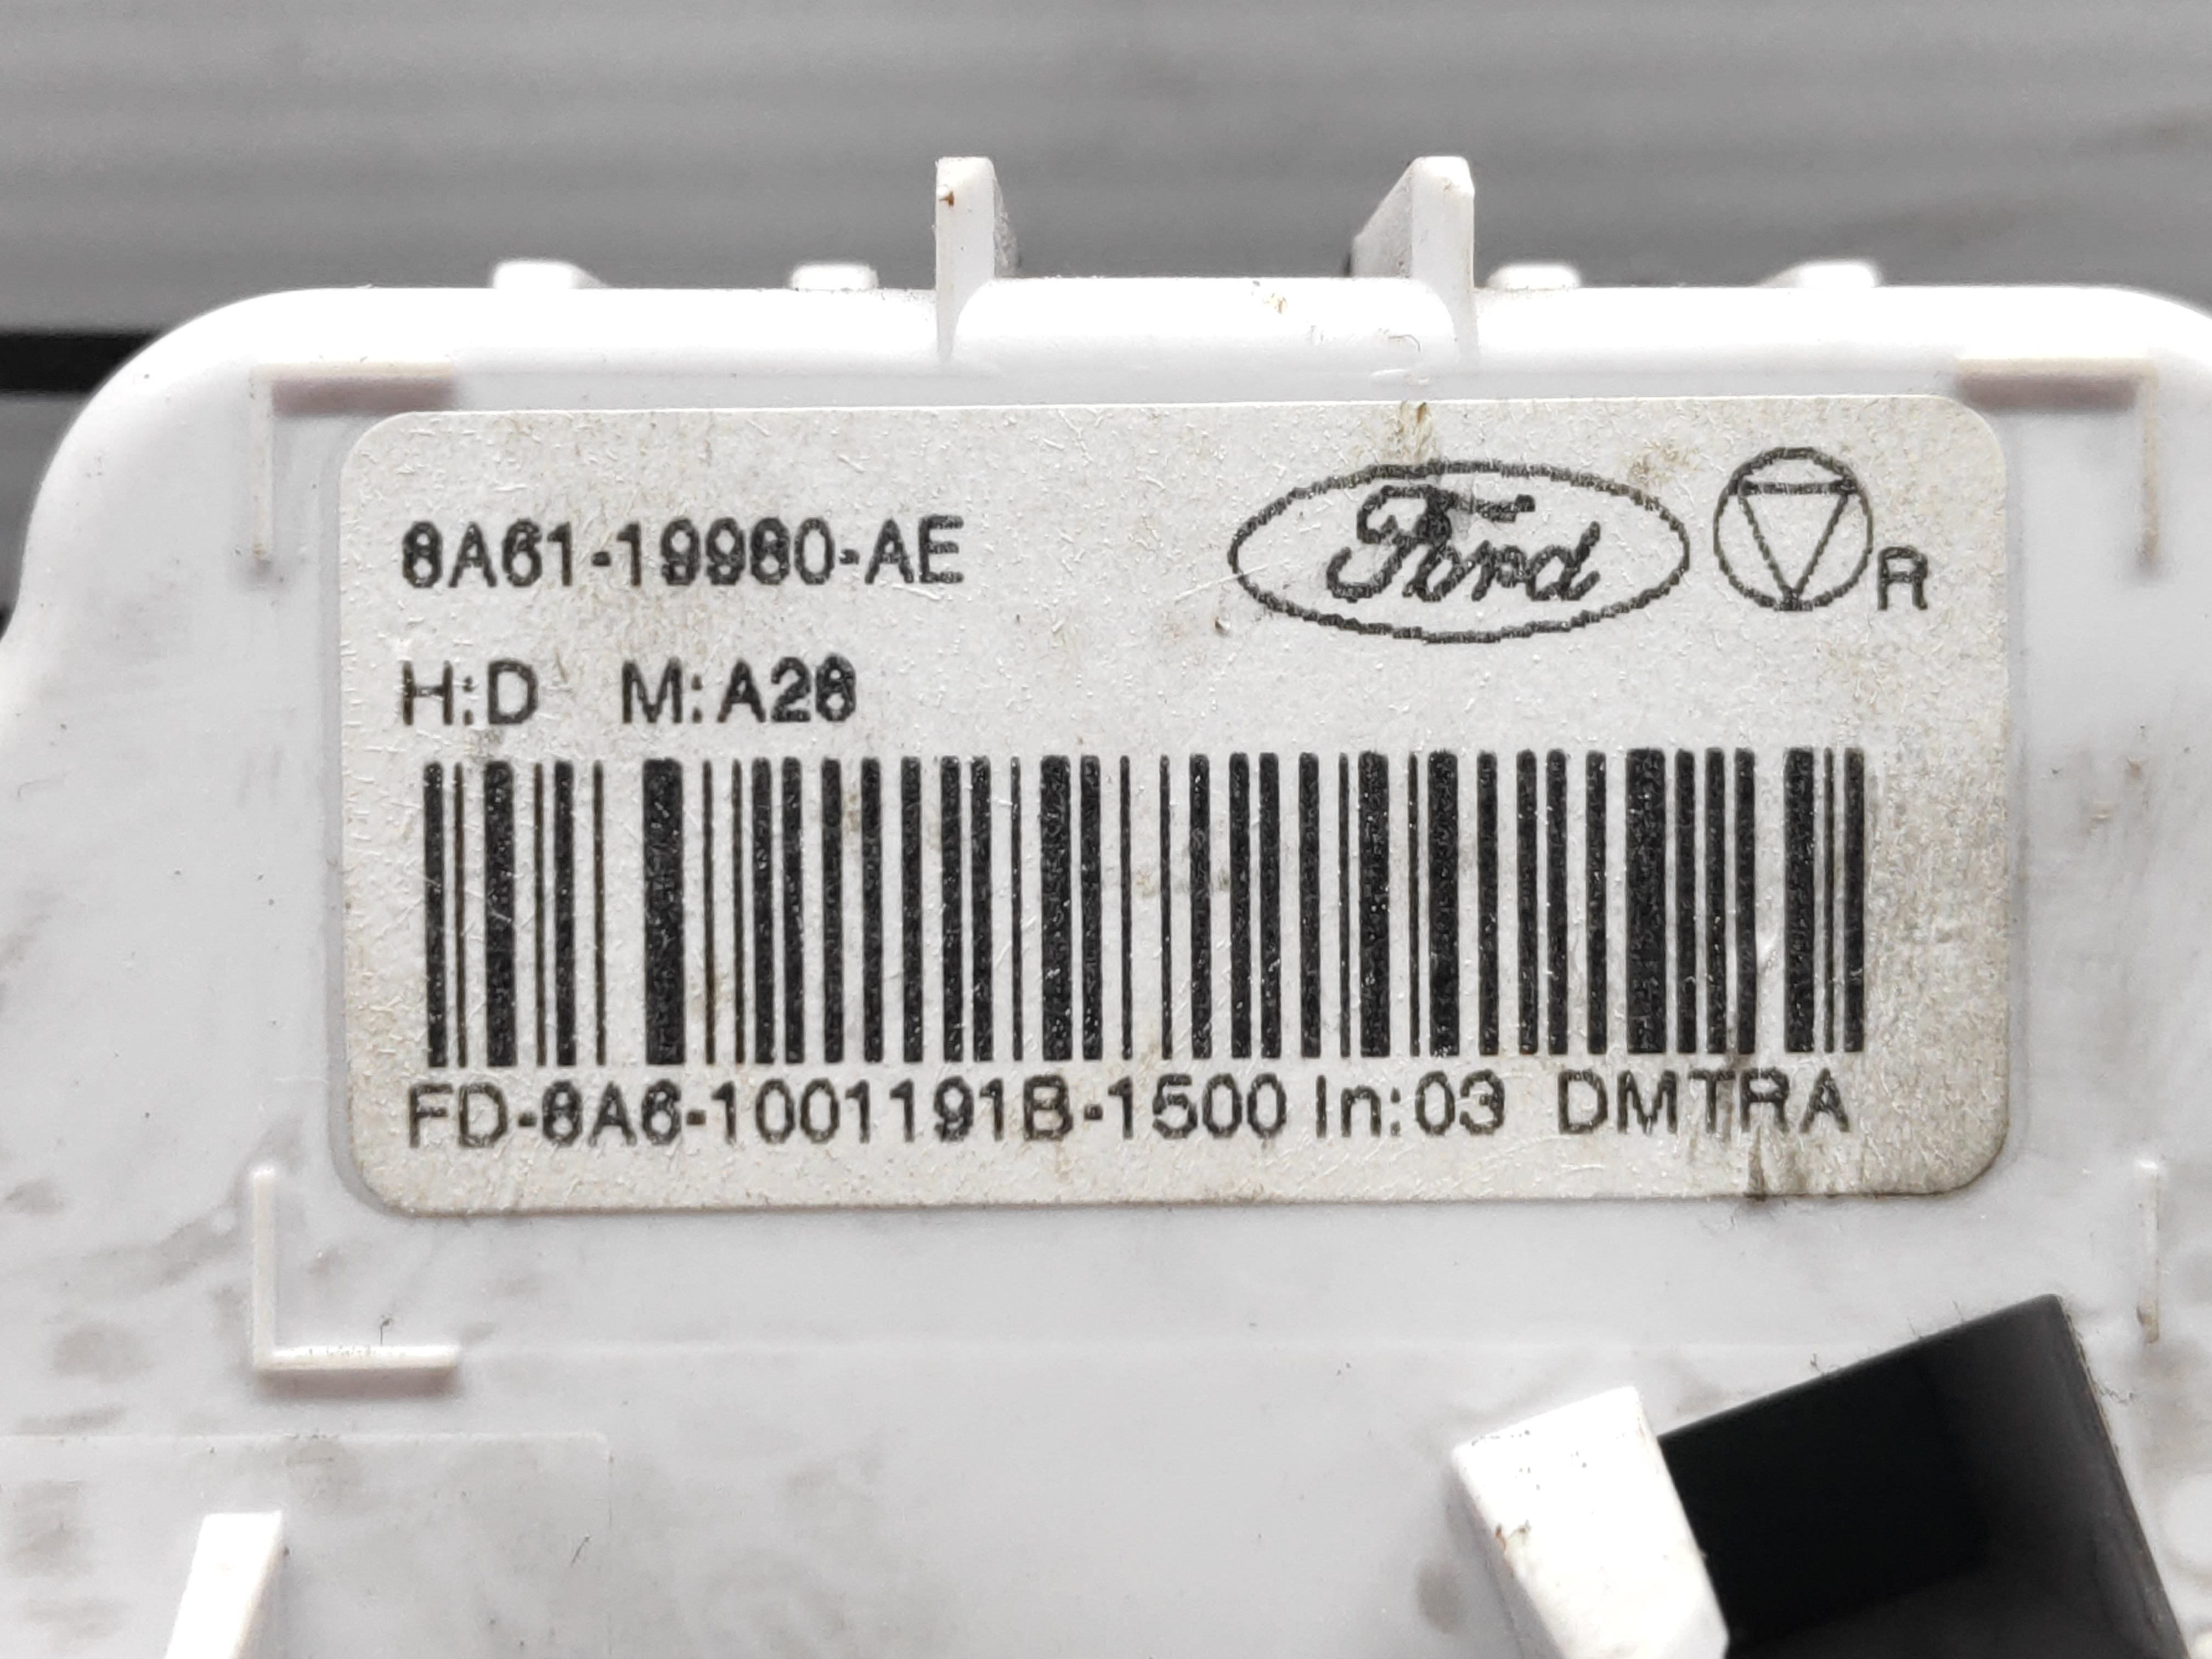 8A61-19980-AE
Ford
R
H:D M:A28
FD-8A6-1001191B-1500 In:03 DMTRA